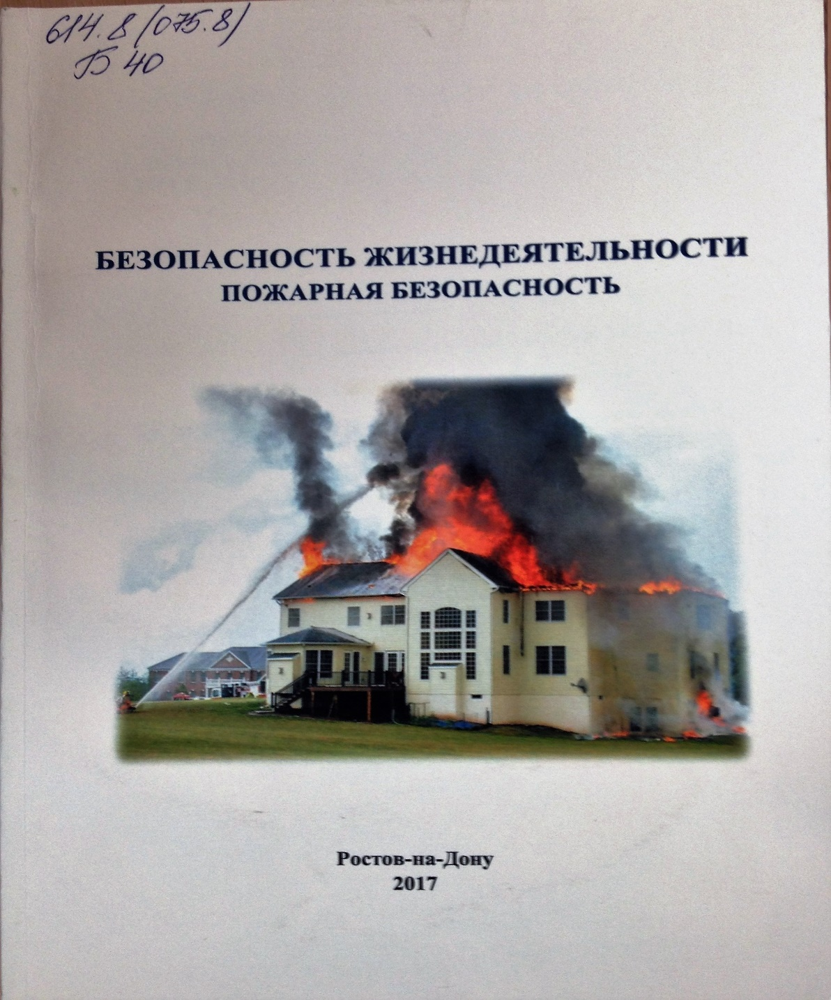 614.8(075.8)
Б 40
БЕЗОПАСНОСТЬ ЖИЗНЕДЕЯТЕЛЬНОСТИ
ПОЖАРНАЯ БЕЗОПАСНОСТЬ
Ростов-на-Дону
2017